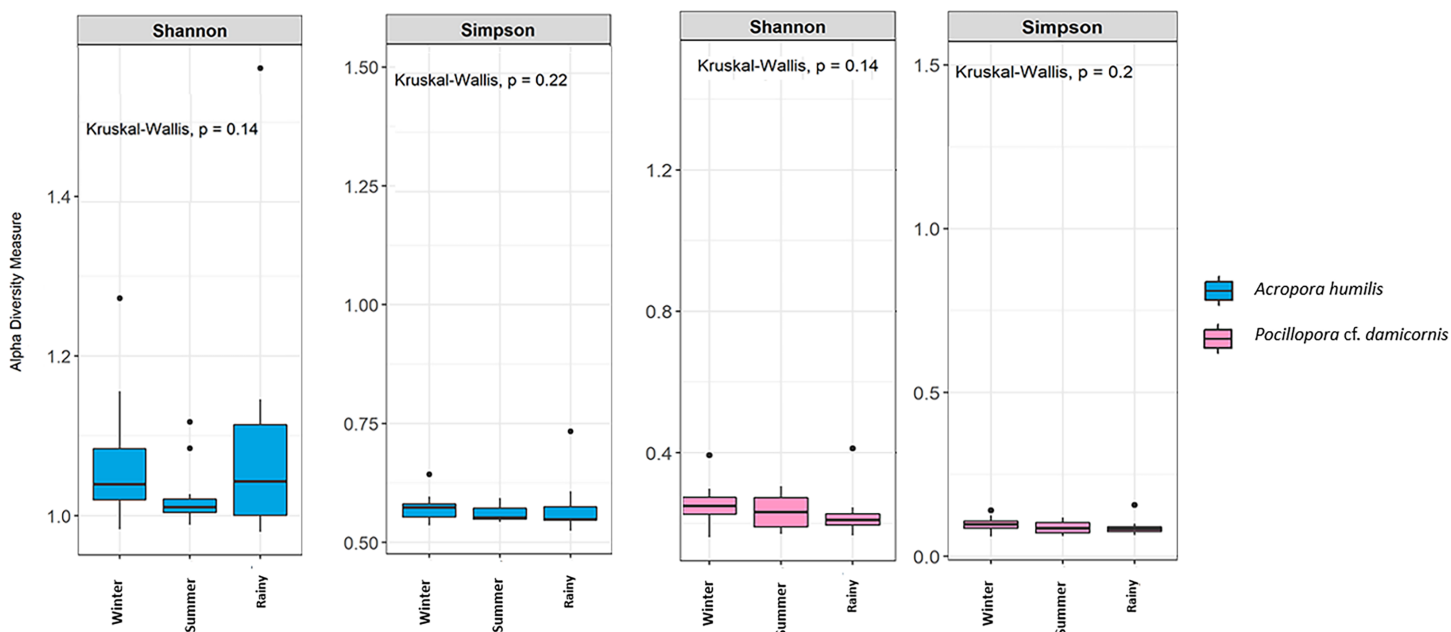 Shannon
Simpson
Shannon
Simpson
Kruskal-Wallis, p = 0.14
Kruskal-Wallis, p = 0.22
Kruskal-Wallis, p = 0.14
Kruskal-Wallis, p = 0.2
Alpha Diversity Measure
1.4
1.2
1.0
1.50
1.25
1.00
0.75
0.50
1.2
0.8
0.4
1.5
1.0
0.5
0.0
Winter
Summer
Rainy
Winter
Summer
Rainy
Winter
Summer
Rainy
Winter
Summer
Rainy
Acropora humilis
Pocillopora cf. damicornis